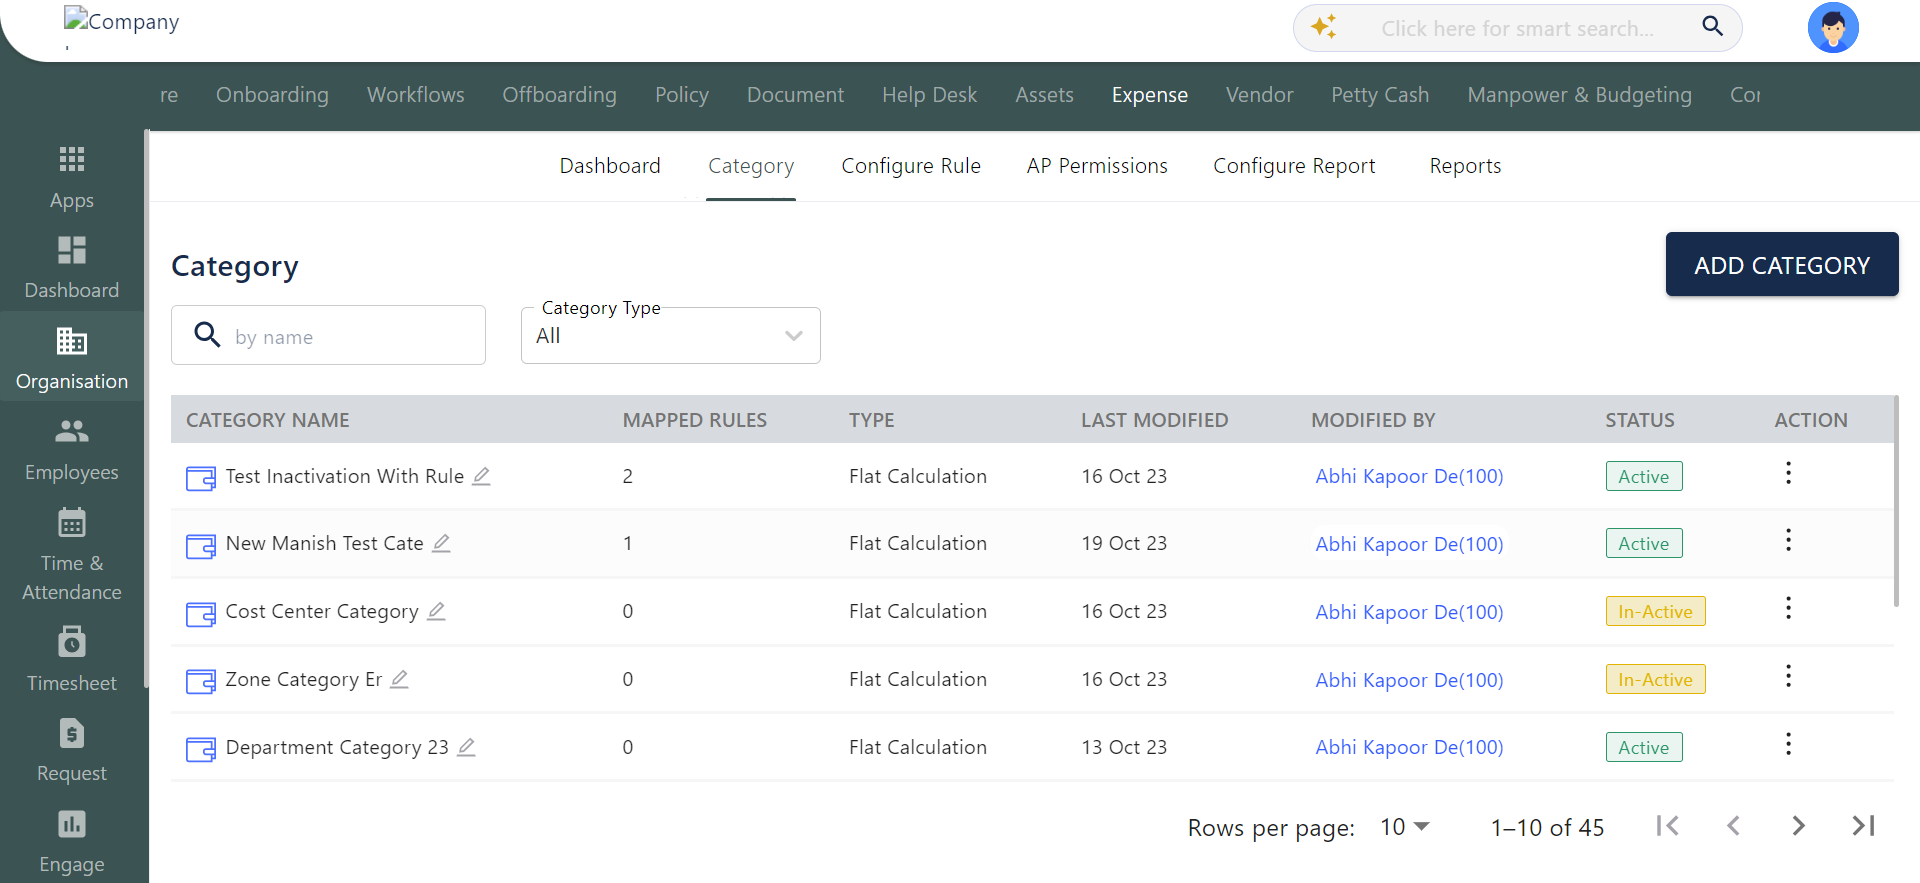 Company
Click here for smart search...
re Onboarding Workflows Offboarding Policy Document Help Desk Assets Expense Vendor Petty Cash Manpower & Budgeting Cor
Apps
Dashboard
Organisation
Employees
Time &
Attendance
Timesheet
Request
Engage
Dashboard Category Configure Rule AP Permissions Configure Report Reports
Category
ADD CATEGORY
by name
Category Type
All
CATEGORY NAME MAPPED RULES TYPE LAST MODIFIED MODIFIED BY STATUS ACTION
Test Inactivation With Rule 2 Flat Calculation 16 Oct 23 Abhi Kapoor De(100) Active
New Manish Test Cate 1 Flat Calculation 19 Oct 23 Abhi Kapoor De(100) Active
Cost Center Category 0 Flat Calculation 16 Oct 23 Abhi Kapoor De(100) In-Active
Zone Category Er 0 Flat Calculation 16 Oct 23 Abhi Kapoor De(100) In-Active
Department Category 23 0 Flat Calculation 13 Oct 23 Abhi Kapoor De(100) Active
Rows per page: 10 1–10 of 45